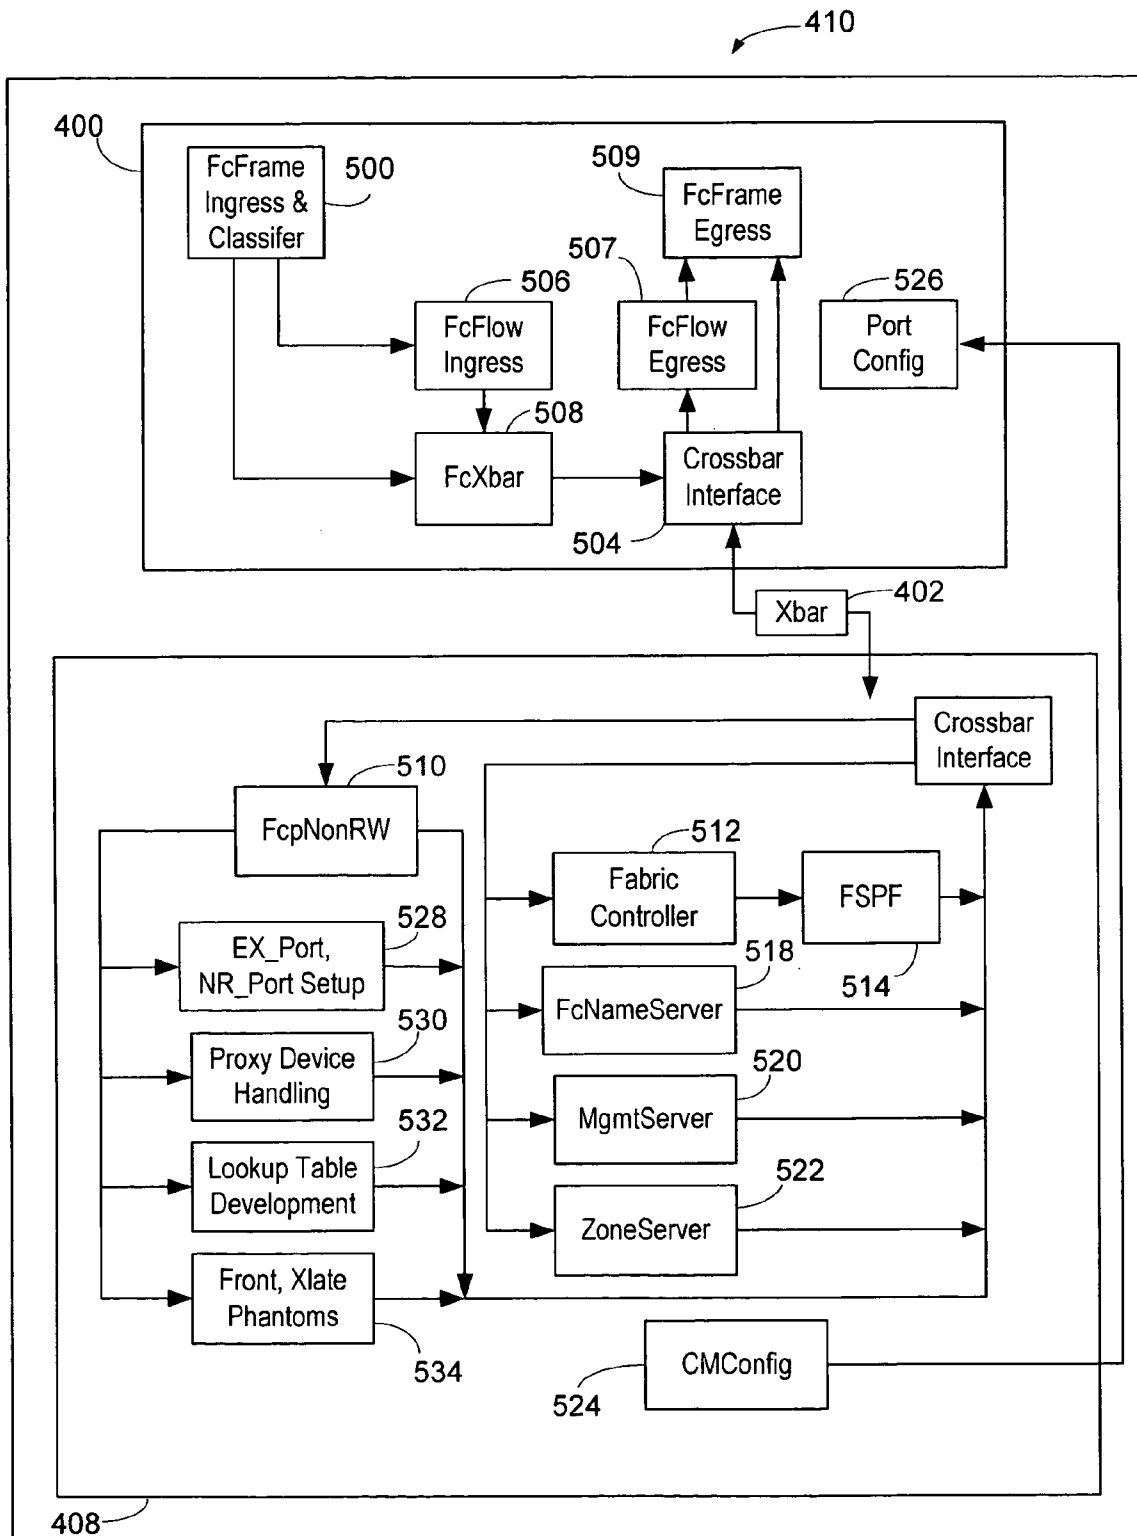 410
400
FcFrame
Ingress &
Classifer
500
509
FcFrame
Egress
507
506
526
FcFlow
Ingress
FcFlow
Egress
Port
Config
508
FcXbar
Crossbar
Interface
504
402
Xbar
Crossbar
Interface
510
FcpNonRW
512
Fabric
Controller
FSPF
528
EX_Port,
NR_Port Setup
518
514
FcNameServer
530
Proxy Device
Handling
520
MgmtServer
532
Lookup Table
Development
522
ZoneServer
Front, Xlate
Phantoms
534
CMConfig
524
408